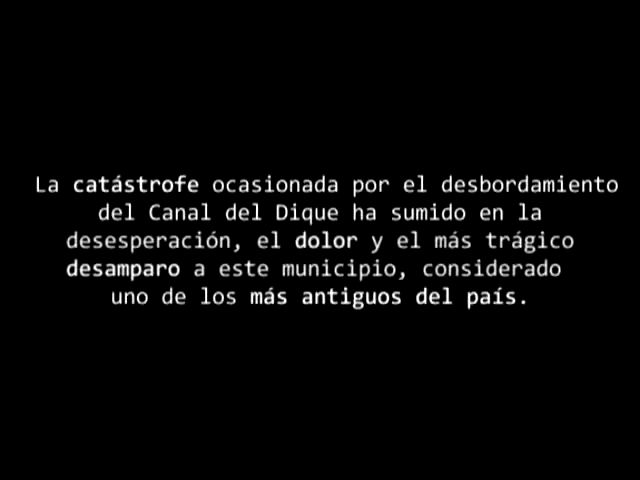 La catástrofe ocasionada por el desbordamiento
del Canal del Dique ha sumido en la
desesperación, el dolor y el más trágico
desamparo a este municipio, considerado
uno de los más antiguos del país.